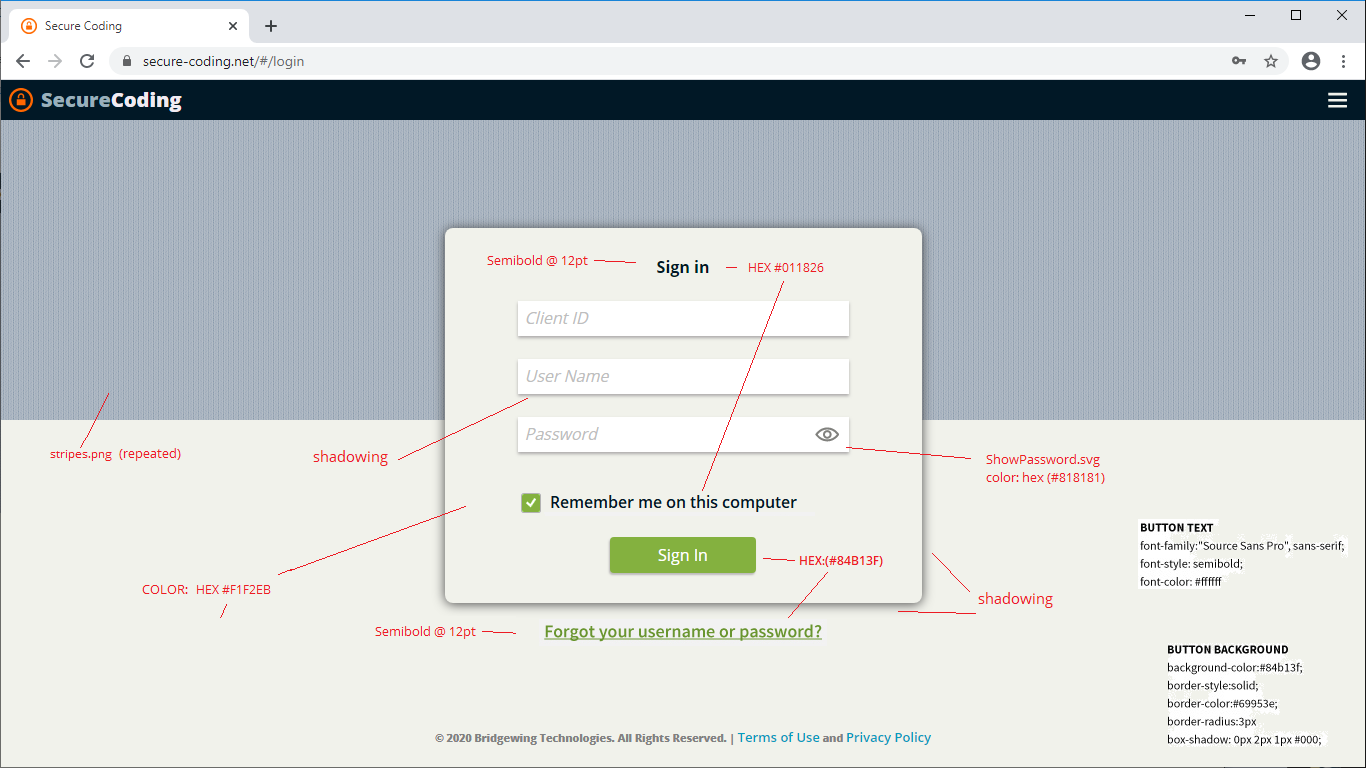 Secure Coding
secure-coding.net/#/login
SecureCoding
Semibold @ 12pt
Sign in
HEX #011826
Client ID
User Name
Password
stripes.png (repeated)
shadowing
ShowPassword.svg
color: hex (#818181)
Remember me on this computer
BUTTON TEXT
font-family:"Source Sans Pro", sans-serif;
font-style: semibold;
font-color: #ffffff
Sign In
HEX:(#84B13F)
COLOR: HEX #F1F2EB
shadowing
Semibold @ 12pt
Forgot your username or password?
BUTTON BACKGROUND
background-color:#84b13f;
border-style:solid;
border-color:#69953e;
border-radius:3px
box-shadow: 0px 2px 1px #000;
© 2020 Bridgewing Technologies. All Rights Reserved. | Terms of Use and Privacy Policy